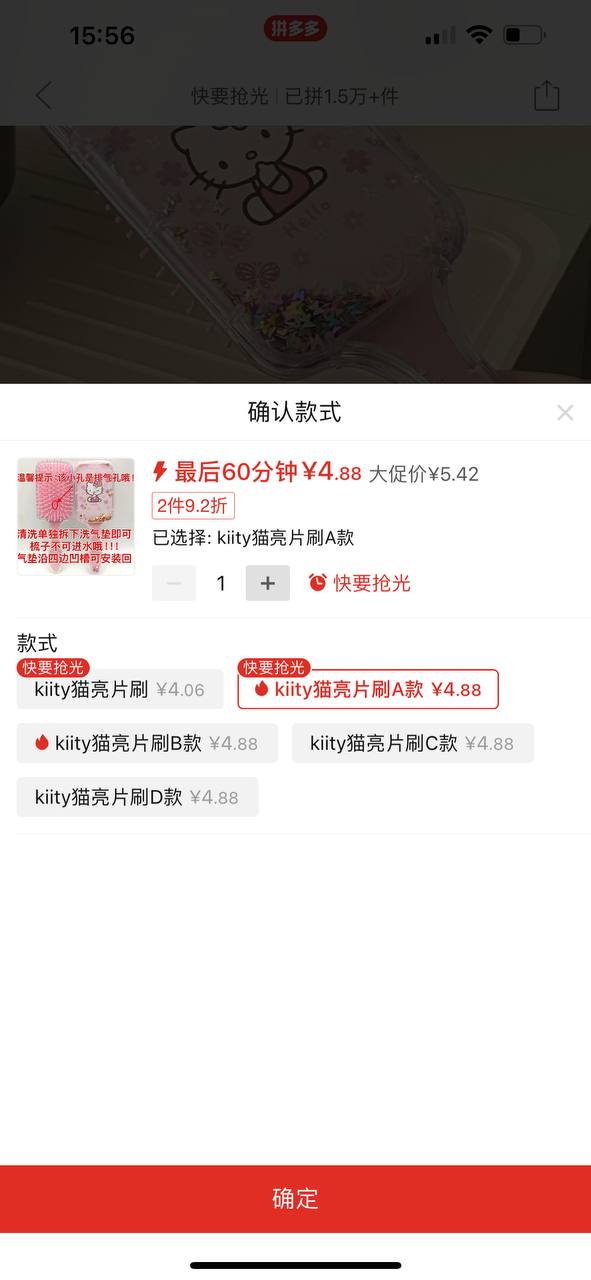 15:56
拼多多
快要抢光 | 已拼1.5万+件
Hello
确认款式
温馨提示:该小孔是排气孔哦!
清洗单独拆下洗气垫即可
梳子不可进水哦!!!
气垫沿四边凹槽可安装回
最后60分钟 ¥4.88 大促价¥5.42
2件9.2折
已选择: kiity猫亮片刷A款
1
快要抢光
款式
快要抢光
kiity猫亮片刷 ¥4.06
快要抢光
kiity猫亮片刷A款 ¥4.88
kiity猫亮片刷B款 ¥4.88
kiity猫亮片刷C款 ¥4.88
kiity猫亮片刷D款 ¥4.88
确定